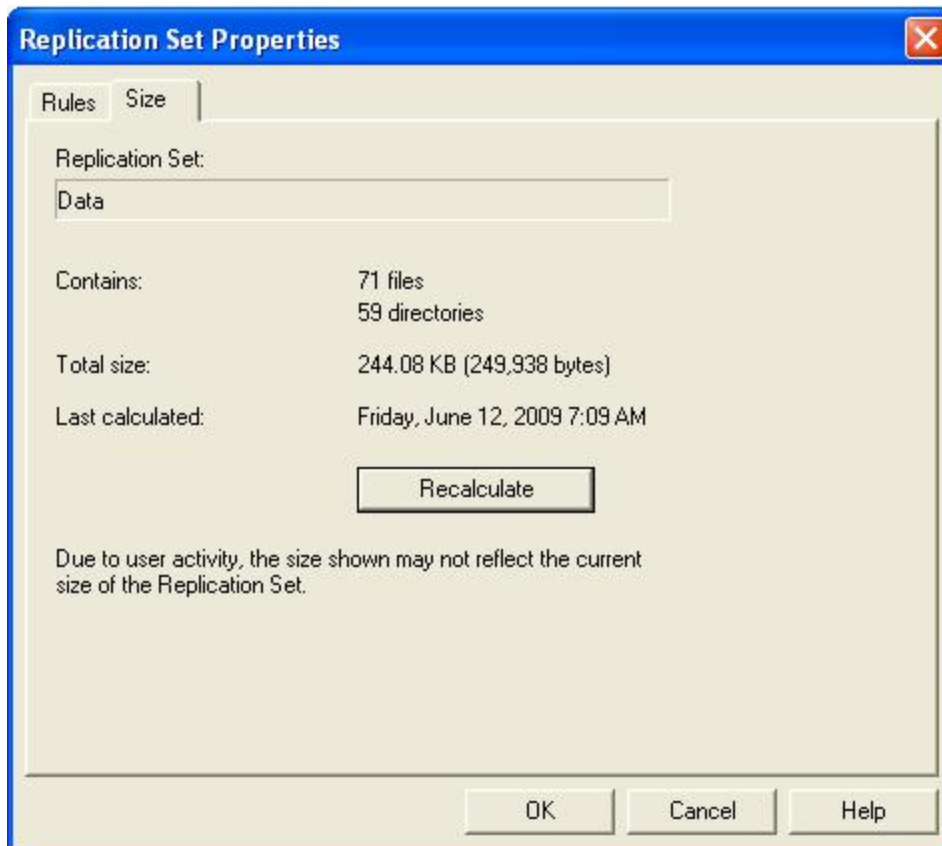 Replication Set Properties
Rules Size
Replication Set:
Data
Contains: 71 files
59 directories
Total size: 244.08 KB (249,938 bytes)
Last calculated: Friday, June 12, 2009 7:09 AM
Recalculate
Due to user activity, the size shown may not reflect the current
size of the Replication Set.
OK Cancel Help